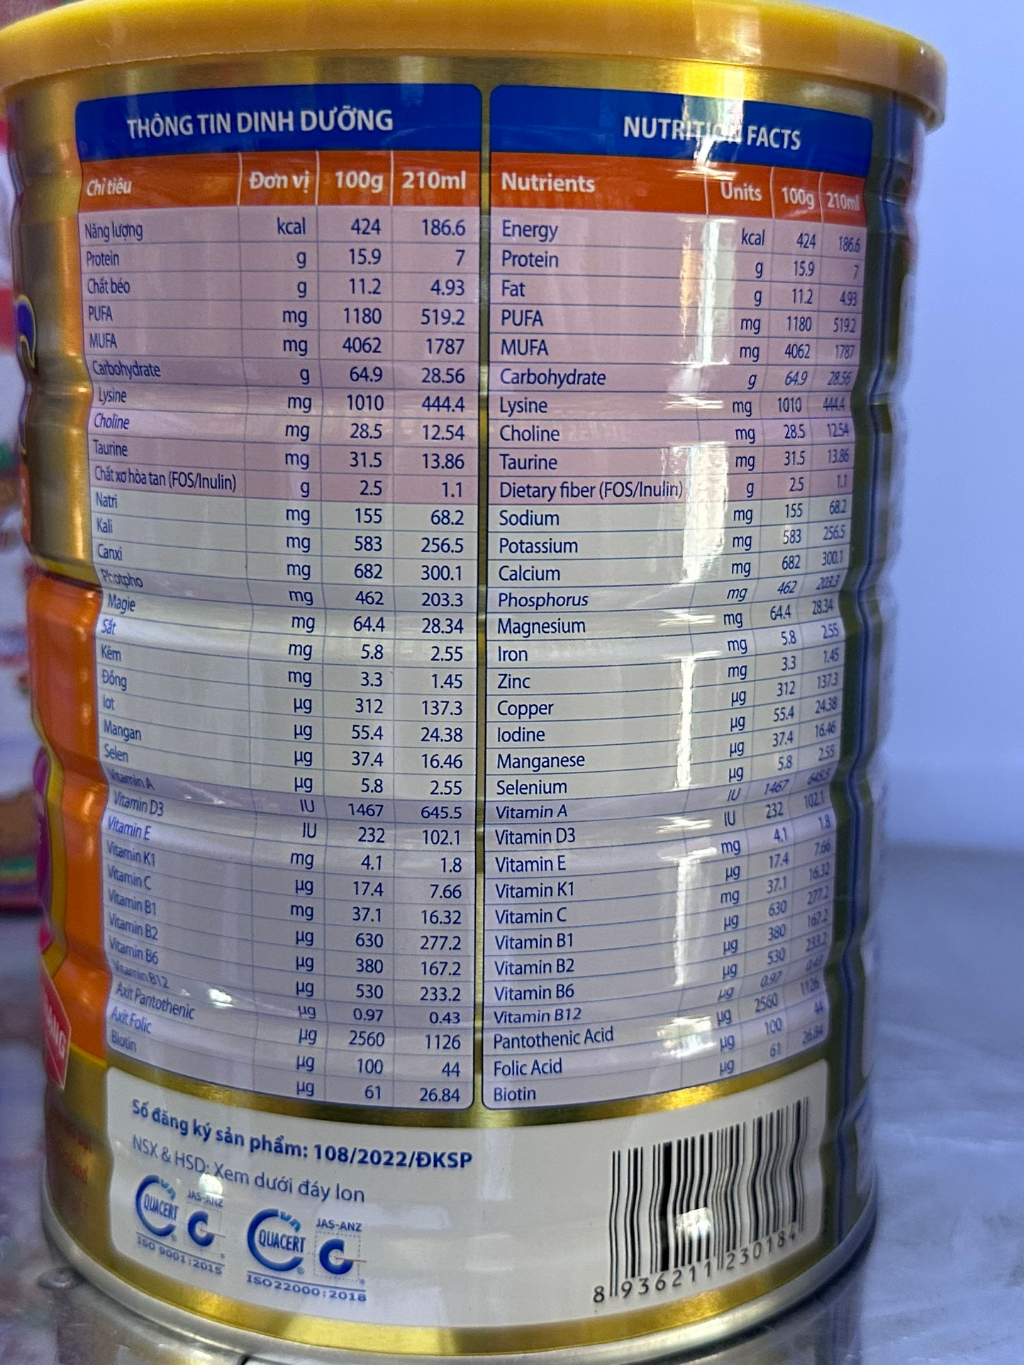 THÔNG TIN DINH DƯỠNG
Chỉ tiêu Đơn vị 100g 210ml
Năng lượng kcal 424 186.6
Protein g 15.9 7
Chất béo g 11.2 4.93
PUFA mg 1180 519.2
MUFA mg 4062 1787
Carbohydrate g 64.9 28.56
Lysine mg 1010 444.4
Choline mg 28.5 12.54
Taurine mg 31.5 13.86
Chất xơ hòa tan (FOS/Inulin) g 2.5 1.1
Natri mg 155 68.2
Kali mg 583 256.5
Canxi mg 682 300.1
Photpho mg 462 203.3
Magie mg 64.4 28.34
Sắt mg 5.8 2.55
Kẽm mg 3.3 1.45
Đồng µg 312 137.3
Iot µg 55.4 24.38
Mangan µg 37.4 16.46
Selen µg 5.8 2.55
Vitamin A IU 1467 645.5
Vitamin D3 IU 232 102.1
Vitamin E mg 4.1 1.8
Vitamin K1 µg 17.4 7.66
Vitamin C mg 37.1 16.32
Vitamin B1 µg 630 277.2
Vitamin B2 µg 380 167.2
Vitamin B6 µg 530 233.2
Vitamin B12 µg 0.97 0.43
Axit Pantothenic µg 2560 1126
Axit Folic µg 100 44
Biotin µg 61 26.84
NUTRITION FACTS
Nutrients Units 100g 210ml
Energy kcal 424 186.6
Protein g 15.9 7
Fat g 11.2 4.93
PUFA mg 1180 519.2
MUFA mg 4062 1787
Carbohydrate g 64.9 28.56
Lysine mg 1010 444.4
Choline mg 28.5 12.54
Taurine mg 31.5 13.86
Dietary fiber (FOS/Inulin) g 2.5 1.1
Sodium mg 155 68.2
Potassium mg 583 256.5
Calcium mg 682 300.1
Phosphorus mg 462 203.3
Magnesium mg 64.4 28.34
Iron mg 5.8 2.55
Zinc mg 3.3 1.45
Copper µg 312 137.3
Iodine µg 55.4 24.38
Manganese µg 37.4 16.46
Selenium µg 5.8 2.55
Vitamin A IU 1467 645.5
Vitamin D3 IU 232 102.1
Vitamin E mg 4.1 1.8
Vitamin K1 µg 17.4 7.66
Vitamin C mg 37.1 16.32
Vitamin B1 µg 630 277.2
Vitamin B2 µg 380 167.2
Vitamin B6 µg 530 233.2
Vitamin B12 µg 0.97 0.43
Pantothenic Acid µg 2560 1126
Folic Acid µg 100 44
Biotin µg 61 26.84
Số đăng ký sản phẩm: 108/2022/ĐKSP
NSX & HSD: Xem dưới đáy lon
QUACERT JAS-ANZ
ISO 9001:2015
QUACERT JAS-ANZ
ISO 22000:2018
8 936211 230184